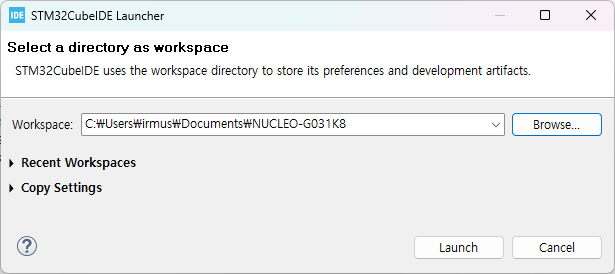 IDE STM32CubeIDE Launcher
Select a directory as workspace
STM32CubeIDE uses the workspace directory to store its preferences and development artifacts.
Workspace: C:₩Users₩irmus₩Documents₩NUCLEO-G031K8 Browse...
Recent Workspaces
Copy Settings
? Launch Cancel